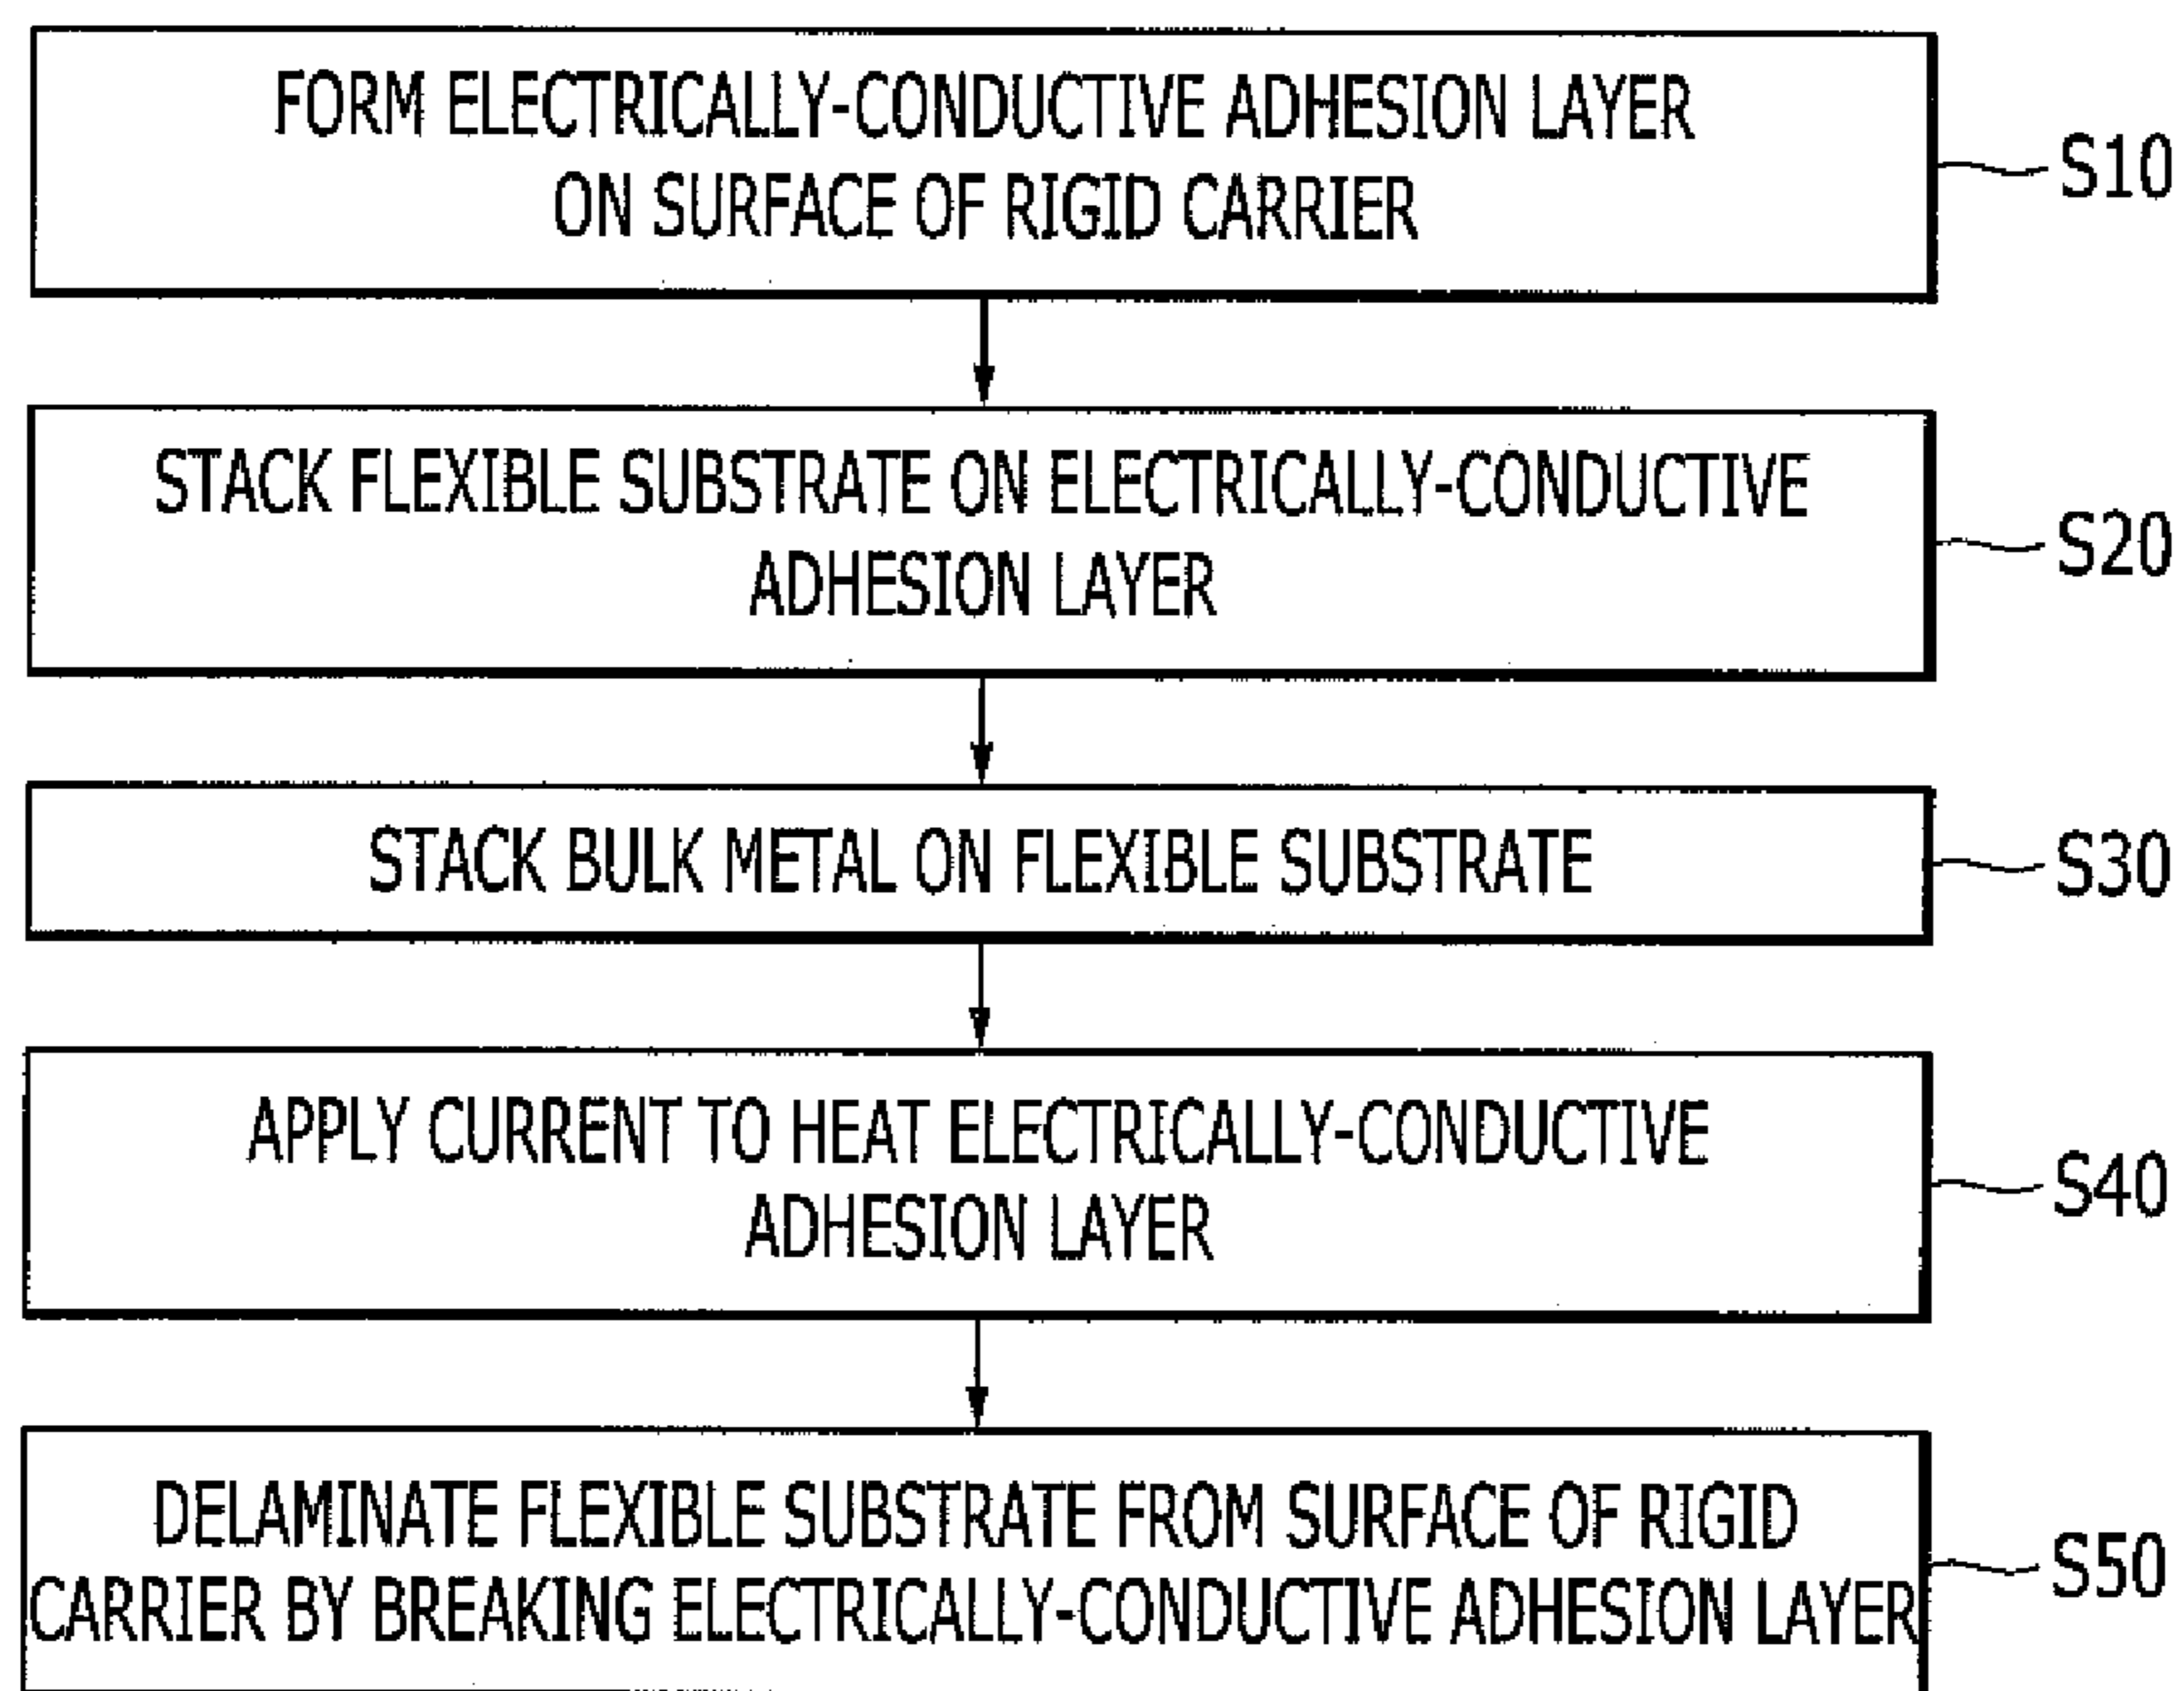 FORM ELECTRICALLY-CONDUCTIVE ADHESION LAYER
ON SURFACE OF RIGID CARRIER
S10
STACK FLEXIBLE SUBSTRATE ON ELECTRICALLY-CONDUCTIVE
ADHESION LAYER
S20
STACK BULK METAL ON FLEXIBLE SUBSTRATE
S30
APPLY CURRENT TO HEAT ELECTRICALLY-CONDUCTIVE
ADHESION LAYER
S40
DELAMINATE FLEXIBLE SUBSTRATE FROM SURFACE OF RIGID
CARRIER BY BREAKING ELECTRICALLY-CONDUCTIVE ADHESION LAYER
S50